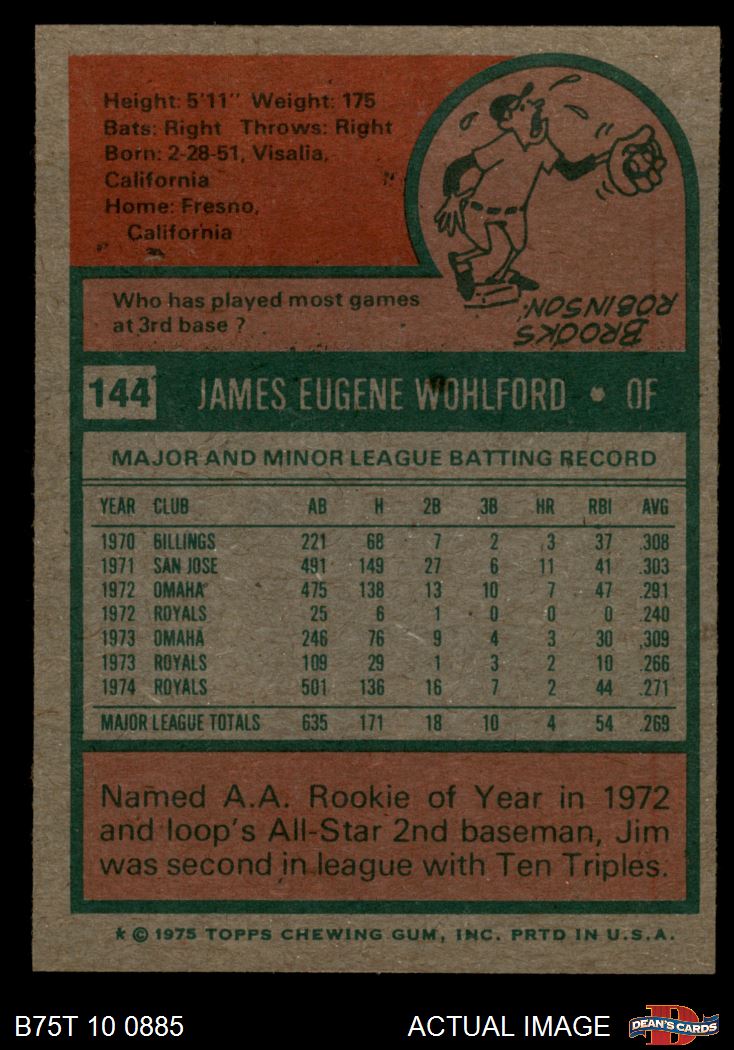 Height: 5'11" Weight: 175
Bats: Right Throws: Right
Born: 2-28-51, Visalia,
California
Home: Fresno,
California
Who has played most games
at 3rd base ?
BROOKS
ROBINSON.
144 JAMES EUGENE WOHLFORD • OF
MAJOR AND MINOR LEAGUE BATTING RECORD
YEAR CLUB AB H 2B 3B HR RBI AVG
1970 BILLINGS 221 68 7 2 3 37 .308
1971 SAN JOSE 491 149 27 6 11 41 .303
1972 OMAHA 475 138 13 10 7 47 .291
1972 ROYALS 25 6 1 0 0 0 .240
1973 OMAHA 246 76 9 4 3 30 .309
1973 ROYALS 109 29 1 3 2 10 .266
1974 ROYALS 501 136 16 7 2 44 .271
MAJOR LEAGUE TOTALS 635 171 18 10 4 54 .269
Named A.A. Rookie of Year in 1972
and loop's All-Star 2nd baseman, Jim
was second in league with Ten Triples.
* © 1975 TOPPS CHEWING GUM, INC. PRTD IN U.S.A.
B75T 10 0885 ACTUAL IMAGE D DEAN'S CARDS